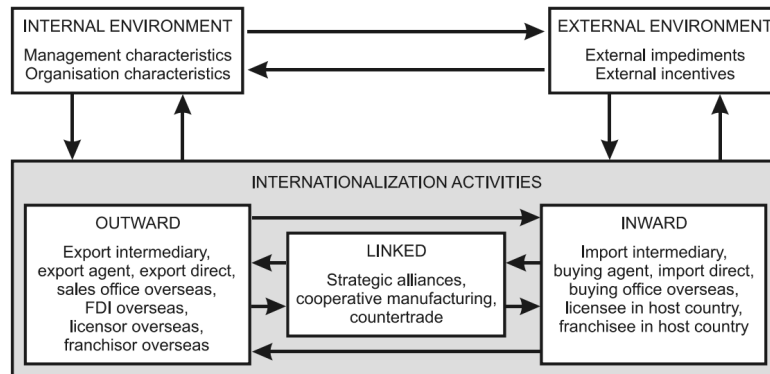 INTERNAL ENVIRONMENT
Management characteristics
Organisation characteristics
EXTERNAL ENVIRONMENT
External impediments
External incentives
INTERNATIONALIZATION ACTIVITIES
OUTWARD
Export intermediary,
export agent, export direct,
sales office overseas,
FDI overseas,
licensor overseas,
franchisor overseas
LINKED
Strategic alliances,
cooperative manufacturing,
countertrade
INWARD
Import intermediary,
buying agent, import direct,
buying office overseas,
licensee in host country,
franchisee in host country